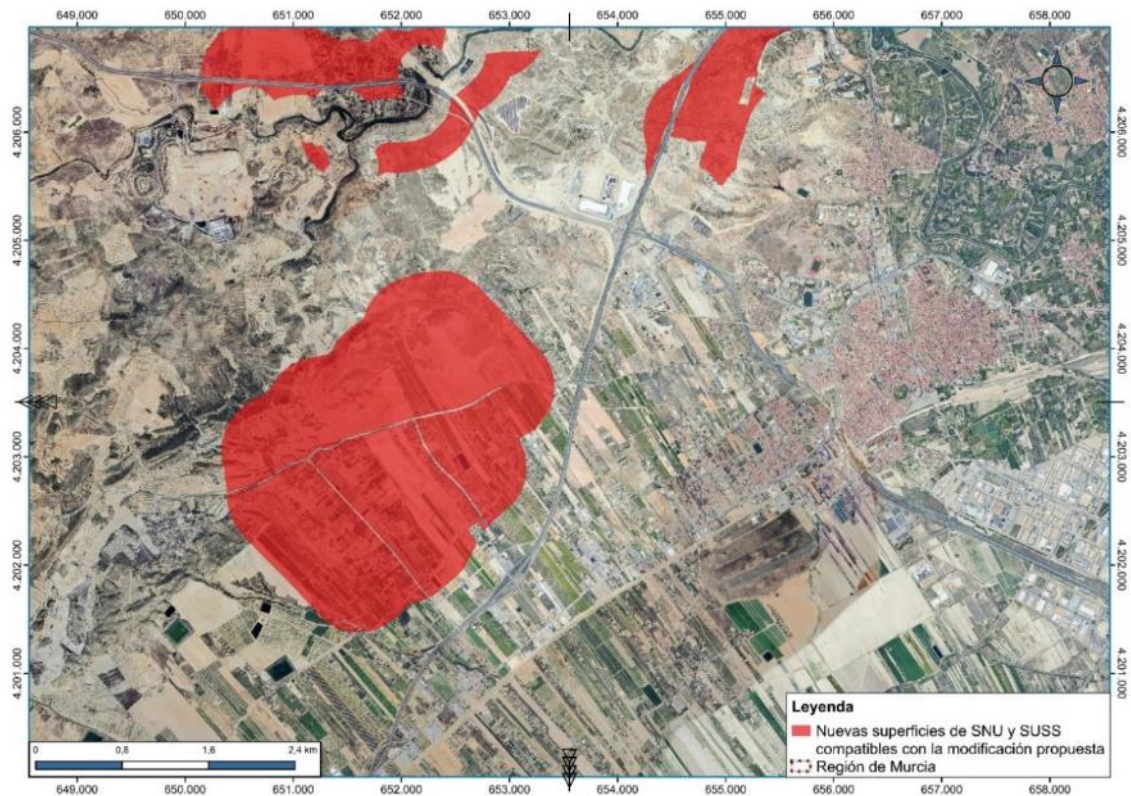 649.000 650.000 651.000 652.000 653.000 654.000 655.000 656.000 657.000 658.000
4.206.000 4.206.000
4.205.000 4.205.000
4.204.000 4.204.000
4.203.000 4.203.000
4.202.000 4.202.000
4.201.000 4.201.000
Leyenda
Nuevas superficies de SNU y SUSS
compatibles con la modificación propuesta
Región de Murcia
0 0,8 1,6 2,4 km
649.000 650.000 651.000 652.000 653.000 654.000 655.000 656.000 657.000 658.000